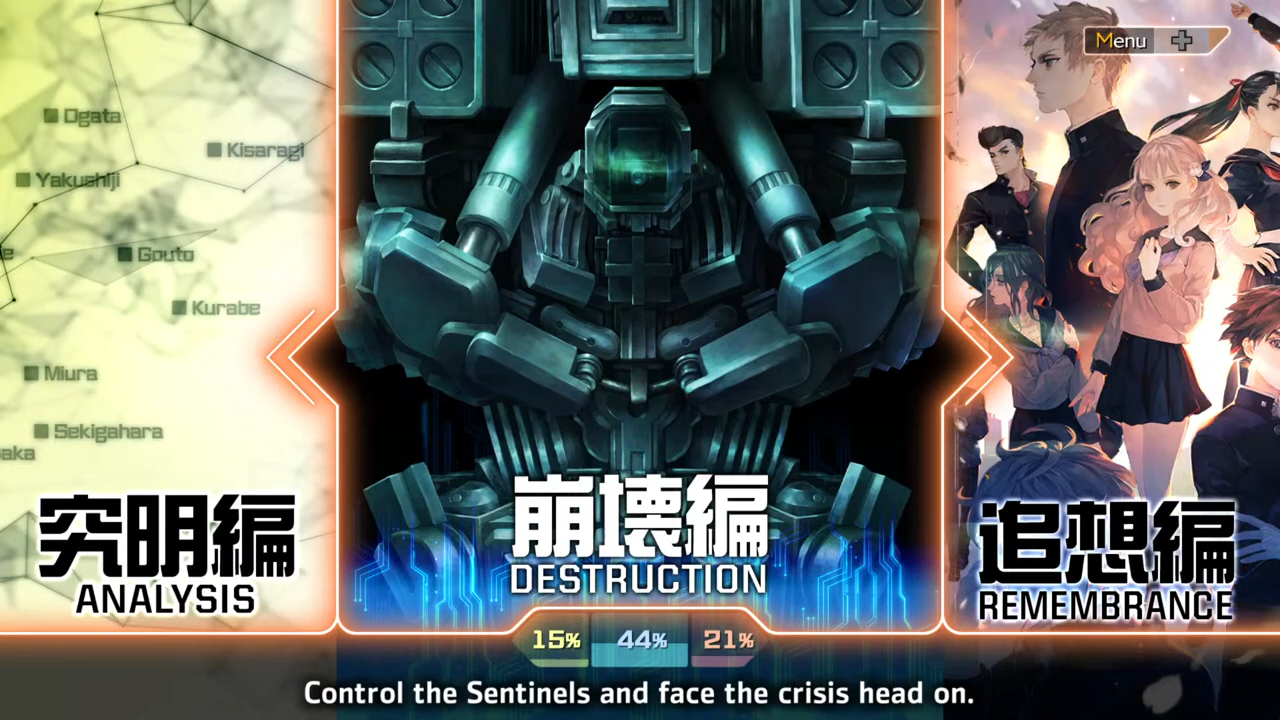 Menu
Ogata
Kisaragi
Yakushiji
Gouto
Kurabe
Miura
Sekigahara
究明編
ANALYSIS
崩壊編
DESTRUCTION
追想編
REMEMBRANCE
15% 44% 21%
Control the Sentinels and face the crisis head on.